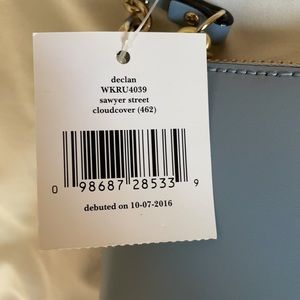 declan
WKRU4039
sawyer street
cloudcover (462)
0 98687 28533 9
debuted on 10-07-2016